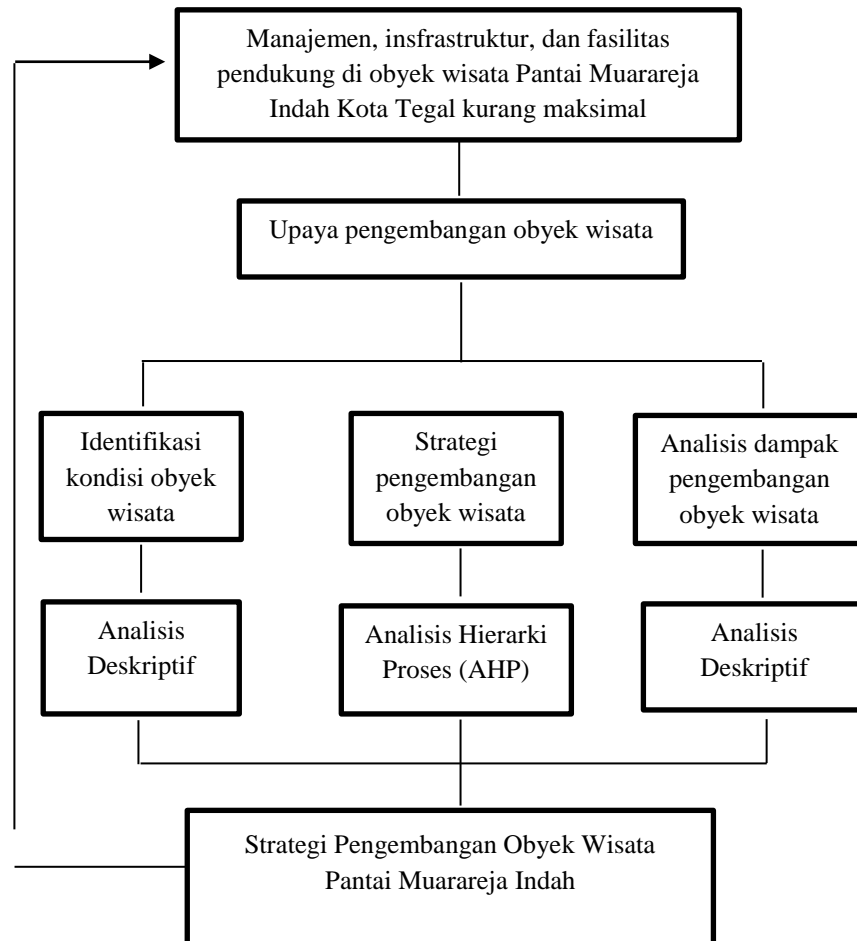 Manajemen, insfrastruktur, dan fasilitas
pendukung di obyek wisata Pantai Muarareja
Indah Kota Tegal kurang maksimal
Upaya pengembangan obyek wisata
Identifikasi
kondisi obyek
wisata
Strategi
pengembangan
obyek wisata
Analisis dampak
pengembangan
obyek wisata
Analisis
Deskriptif
Analisis Hierarki
Proses (AHP)
Analisis
Deskriptif
Strategi Pengembangan Obyek Wisata
Pantai Muarareja Indah